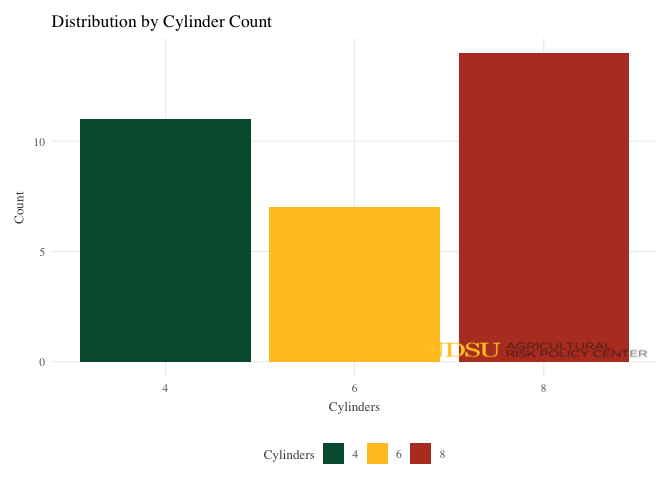 Distribution by Cylinder Count
Count
10
5
0
NDSU AGRICULTURAL
RISK POLICY CENTER
4 6 8
Cylinders
Cylinders 4 6 8